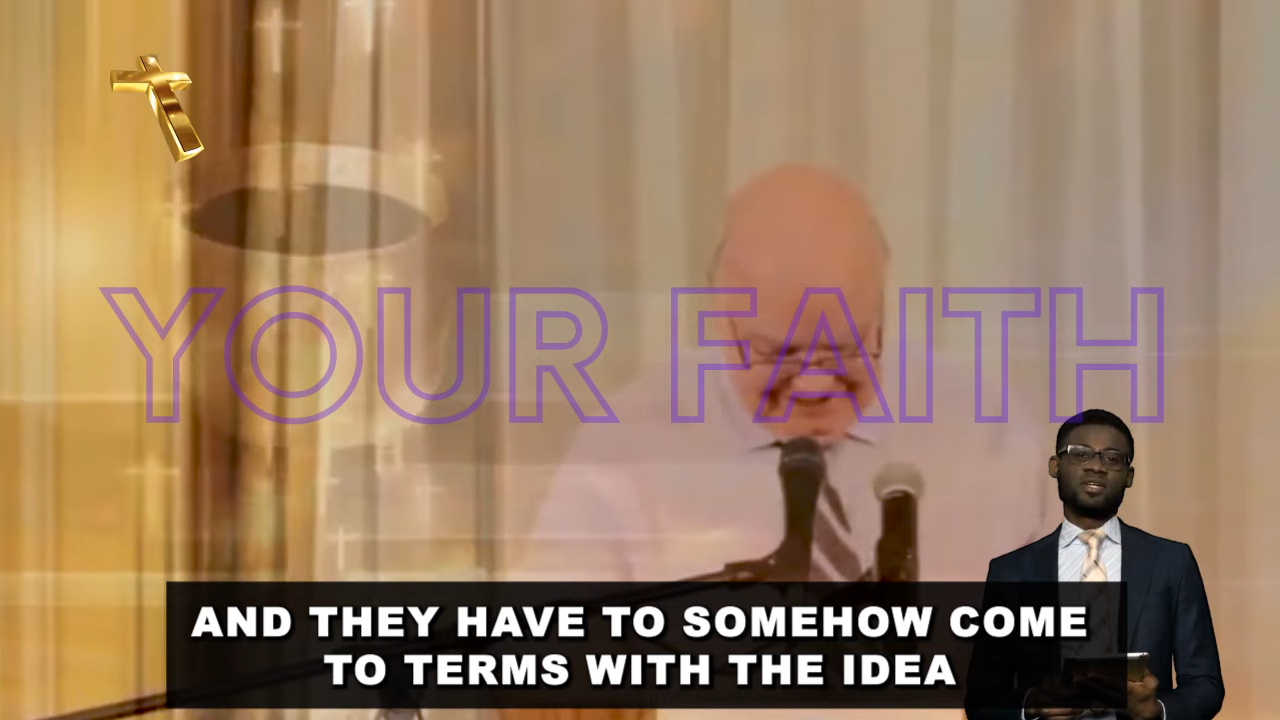 YOUR FAITH
AND THEY HAVE TO SOMEHOW COME
TO TERMS WITH THE IDEA